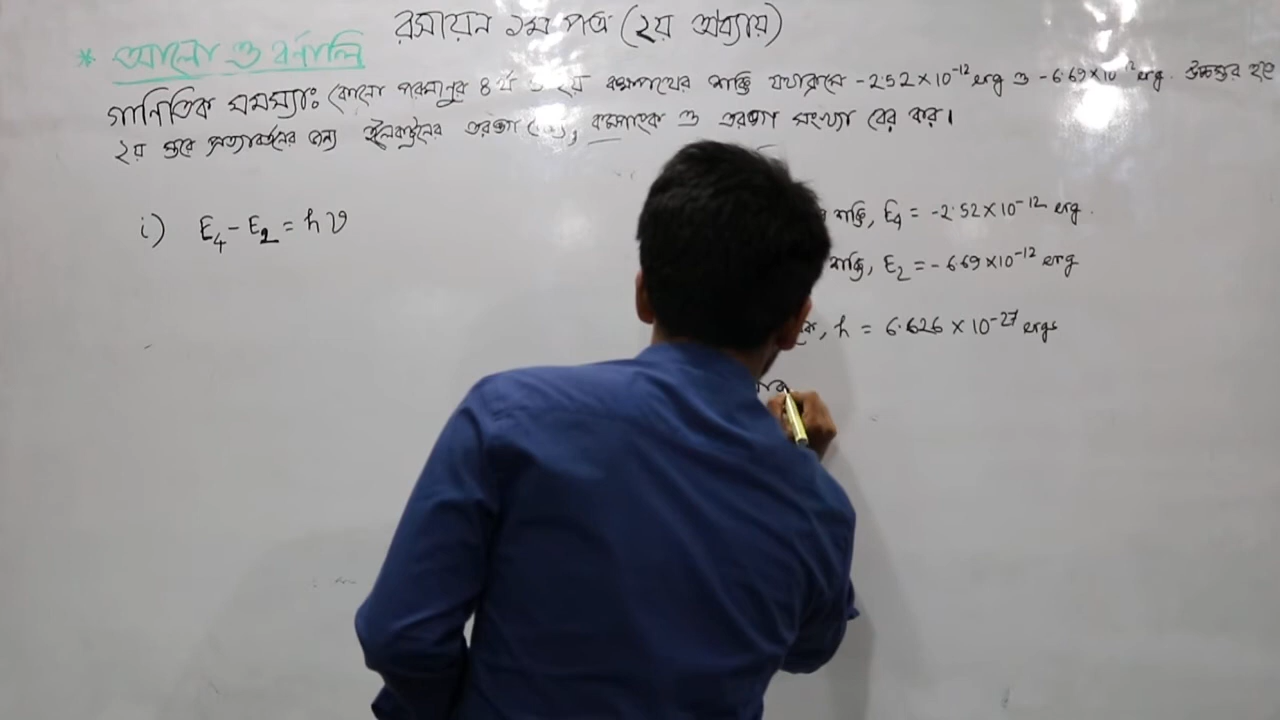 রসায়ন ১ম পত্র (২য় অধ্যায়)
* আলো ও বর্ণালি
গানিতিক সমস্যাঃ কোনো পরমাণুর ৪র্থ ও ২য় কক্ষপথের শক্তি যথাক্রমে -2.52 × 10⁻¹² erg ও -6.69 × 10⁻¹² erg. উচ্চস্তর হতে
২য় স্তরে প্রত্যাবর্তনের জন্য ইলেকট্রনের তরঙ্গ কম্পাংক ও তরঙ্গ সংখ্যা বের কর।
i) E₄ - E₂ = hν
শক্তি, E₄ = -2.52 × 10⁻¹² erg.
শক্তি, E₂ = -6.69 × 10⁻¹² erg
h = 6.626 × 10⁻²⁷ ergs